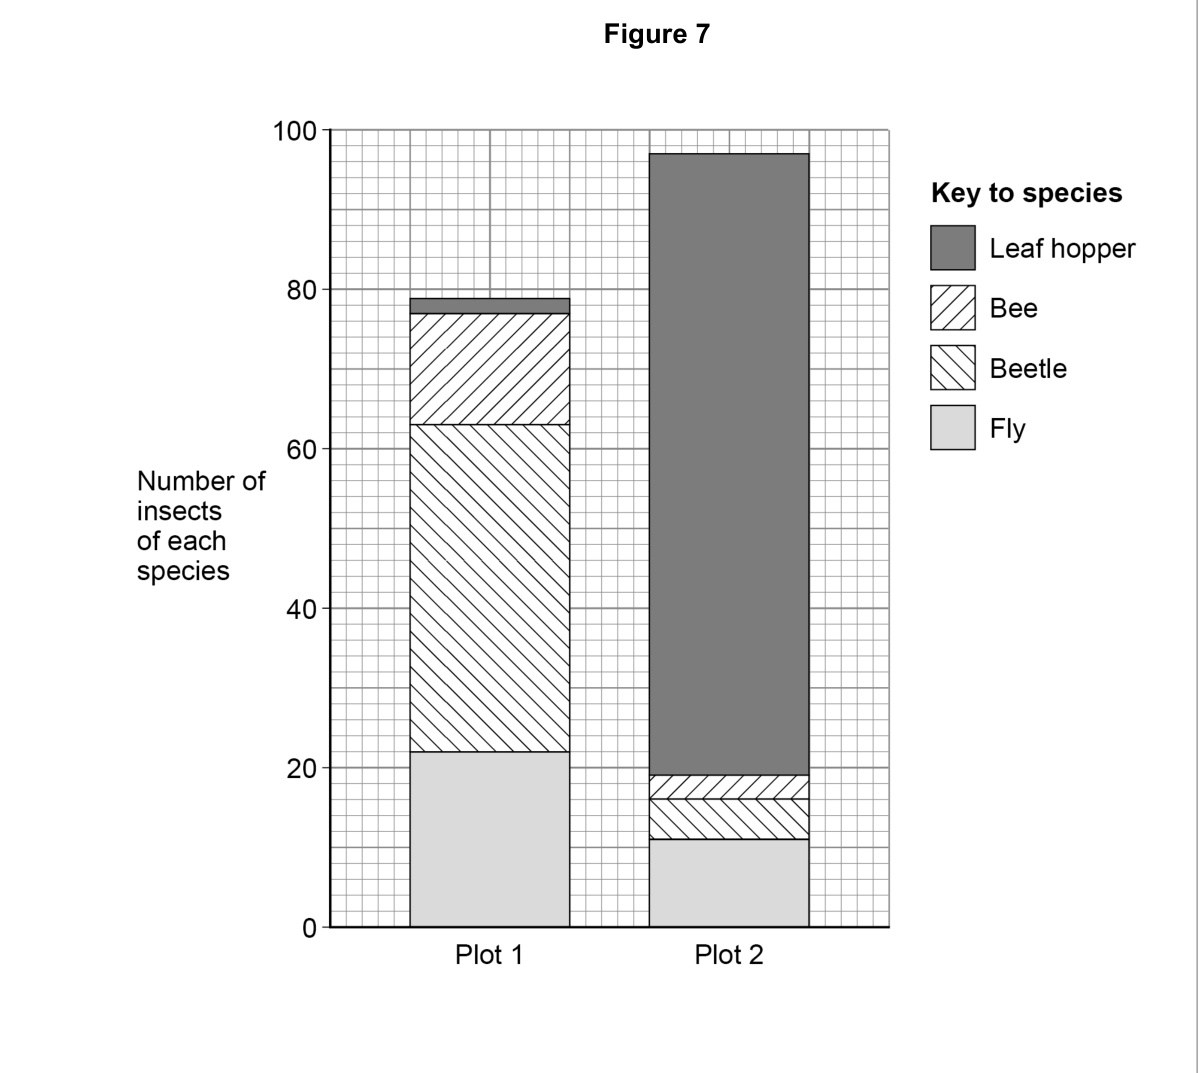 Figure 7
100
80
60
40
20
0
Number of
insects
of each
species
Plot 1
Plot 2
Key to species
Leaf hopper
Bee
Beetle
Fly